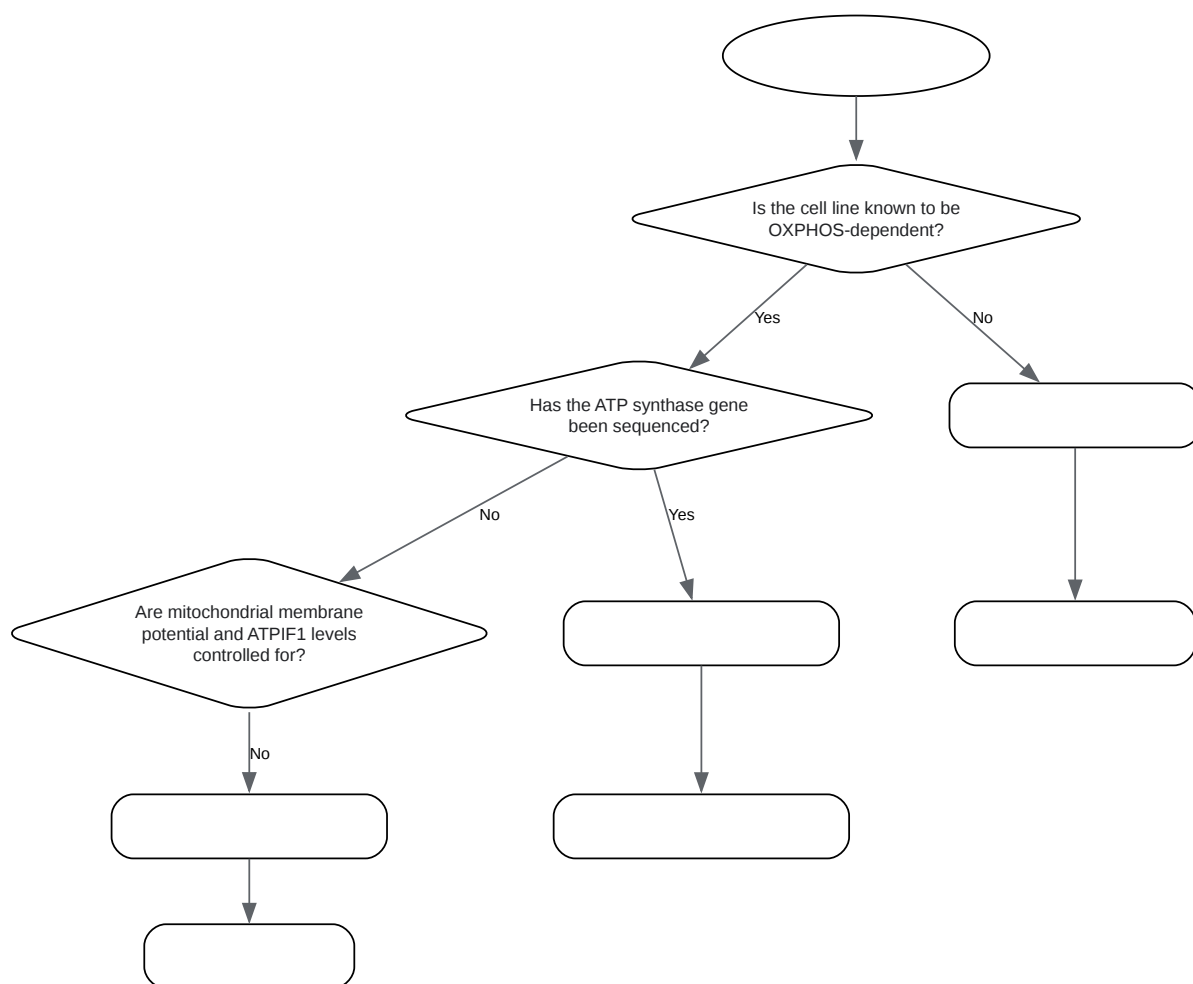 Is the cell line known to be
OXPHOS-dependent?
Yes
No
Has the ATP synthase gene
been sequenced?
No
Yes
Are mitochondrial membrane
potential and ATPIF1 levels
controlled for?
No